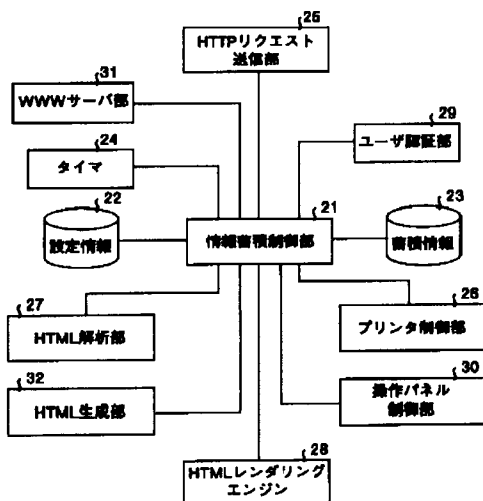 25
HTTPリクエスト
送信部
31
WWWサーバ部
29
ユーザ認証部
24
タイマ
22
設定情報
21
情報蓄積制御部
23
蓄積情報
27
HTML解析部
26
プリンタ制御部
32
HTML生成部
30
操作パネル
制御部
28
HTMLレンダリング
エンジン